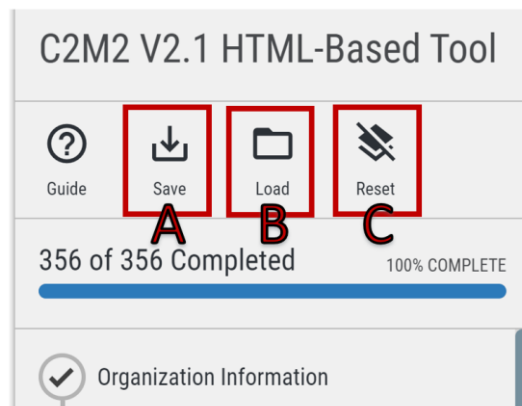 C2M2 V2.1 HTML-Based Tool
Guide Save Load Reset
A B C
356 of 356 Completed 100% COMPLETE
Organization Information